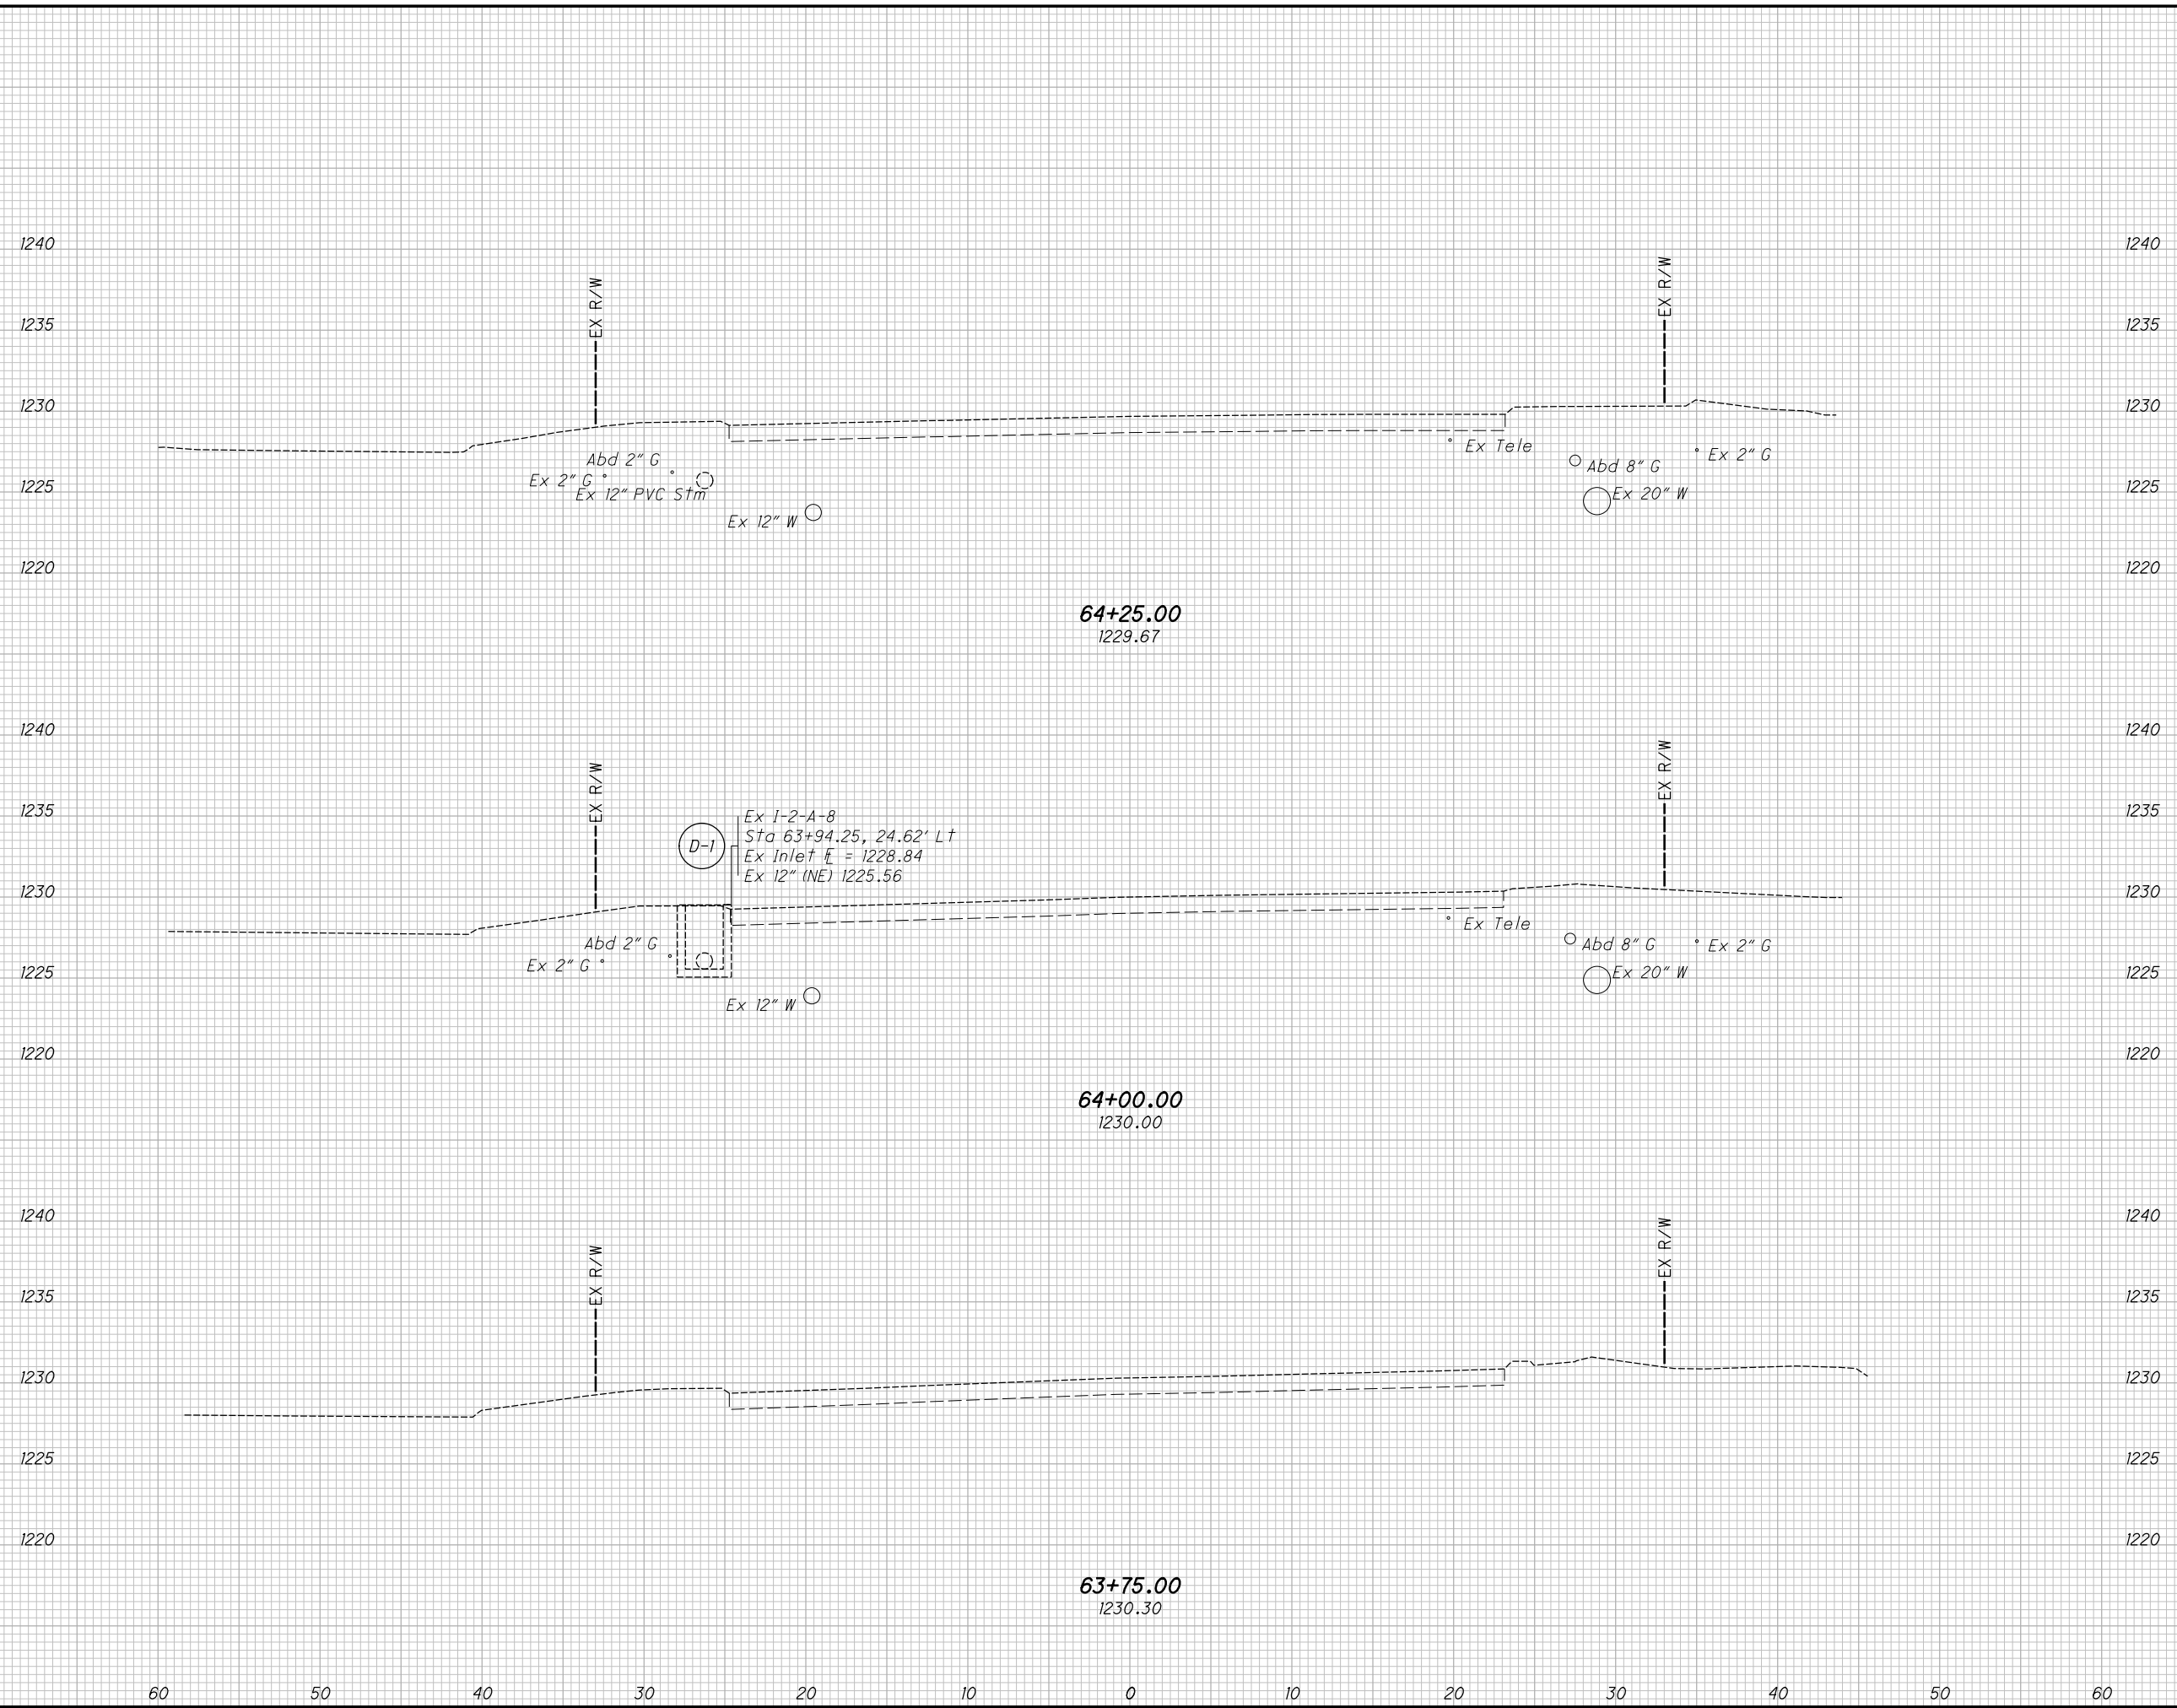 1240 1240
EX R/W EX R/W
1235 1235
1230 1230
Ex Tele
Abd 2" G
Abd 8" G
Ex 2" G
Ex 2" G
1225 1225
Ex 12" PVC Stm
Ex 20" W
Ex 12" W
1220 1220
64+25.00
1229.67
1240 1240
EX R/W EX R/W
1235 1235
D-1
Ex I-2-A-8
Sta 63+94.25, 24.62' Lt
Ex Inlet FL = 1228.84
Ex 12" (NE) 1225.56
1230 1230
Ex Tele
Abd 2" G
Abd 8" G
Ex 2" G
Ex 2" G
1225 1225
Ex 20" W
Ex 12" W
1220 1220
64+00.00
1230.00
1240 1240
EX R/W EX R/W
1235 1235
1230 1230
1225 1225
1220 1220
63+75.00
1230.30
60 50 40 30 20 10 0 10 20 30 40 50 60